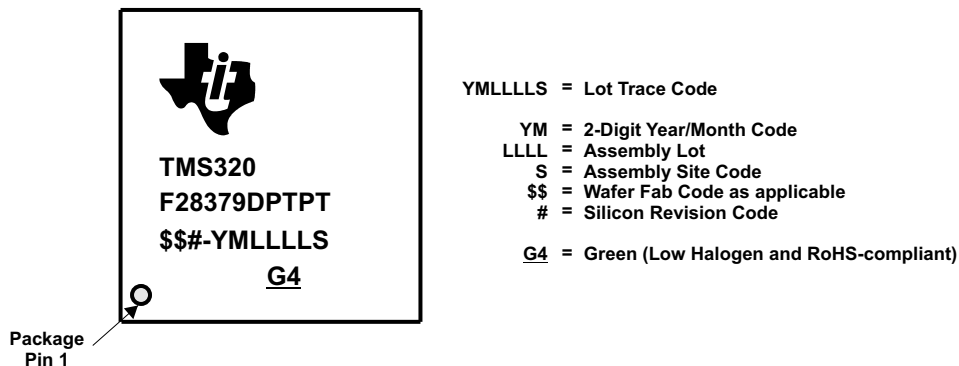 ti
TMS320
F28379DPTPT
$$#-YMLLLLS
G4
Package
Pin 1
YMLLLLS = Lot Trace Code
YM = 2-Digit Year/Month Code
LLLL = Assembly Lot
S = Assembly Site Code
$$ = Wafer Fab Code as applicable
# = Silicon Revision Code
G4 = Green (Low Halogen and RoHS-compliant)